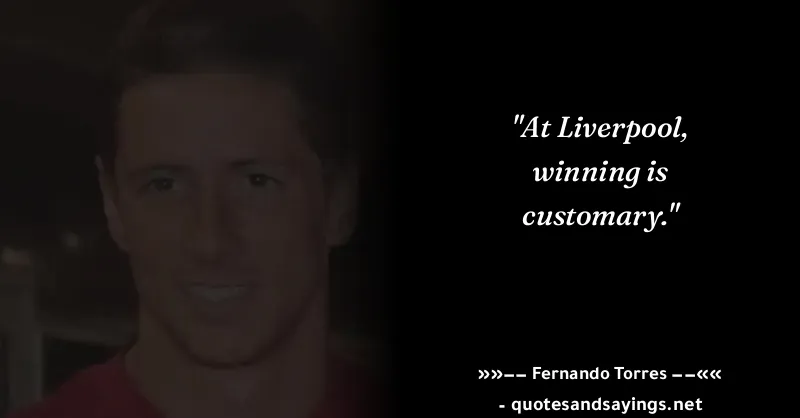 "At Liverpool,
winning is
customary."
»»−− Fernando Torres −−««
- quotesandsayings.net